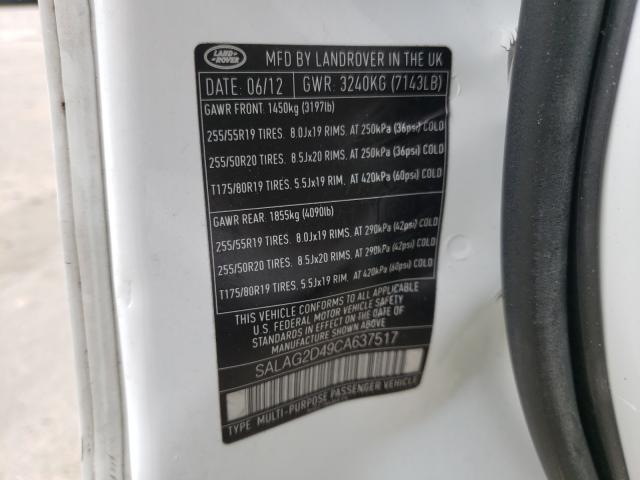 LAND ROVER
MFD BY LANDROVER IN THE UK
DATE: 06/12 GWR: 3240KG (7143LB)
GAWR FRONT: 1450kg (3197lb)
255/55R19 TIRES. 8.0Jx19 RIMS. AT 250kPa (36psi) COLD
255/50R20 TIRES. 8.5Jx20 RIMS. AT 250kPa (36psi) COLD
T175/80R19 TIRES. 5.5Jx19 RIM. AT 420kPa (60psi) COLD
GAWR REAR: 1855kg (4090lb)
255/55R19 TIRES. 8.0Jx19 RIMS. AT 290kPa (42psi) COLD
255/50R20 TIRES. 8.5Jx20 RIMS. AT 290kPa (42psi) COLD
T175/80R19 TIRES, 5.5Jx19 RIM. AT 420kPa (60psi) COLD
THIS VEHICLE CONFORMS TO ALL APPLICABLE
U.S. FEDERAL MOTOR VEHICLE SAFETY
STANDARDS IN EFFECT ON THE DATE OF
MANUFACTURE SHOWN ABOVE
SALAG2D49CA637517
TYPE: MULTI-PURPOSE PASSENGER VEHICLE